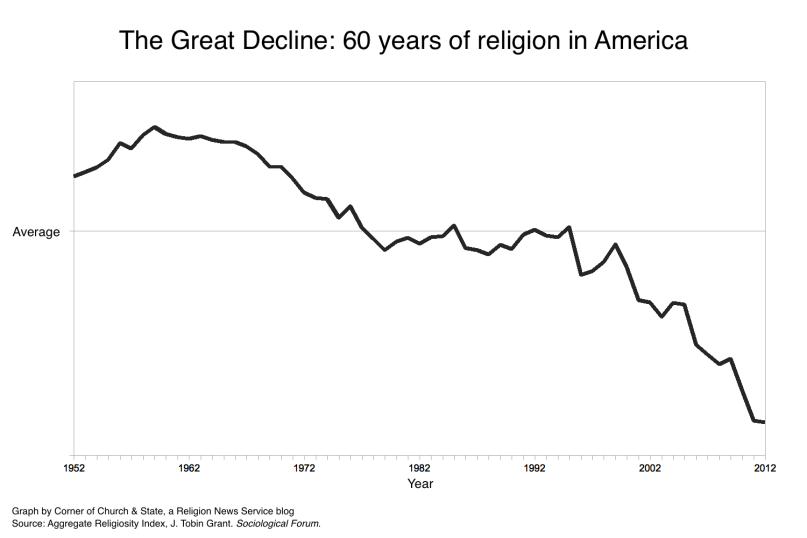 The Great Decline: 60 years of religion in America
Average
1952 1962 1972 1982 1992 2002 2012
Year
Graph by Corner of Church & State, a Religion News Service blog
Source: Aggregate Religiosity Index, J. Tobin Grant. Sociological Forum.